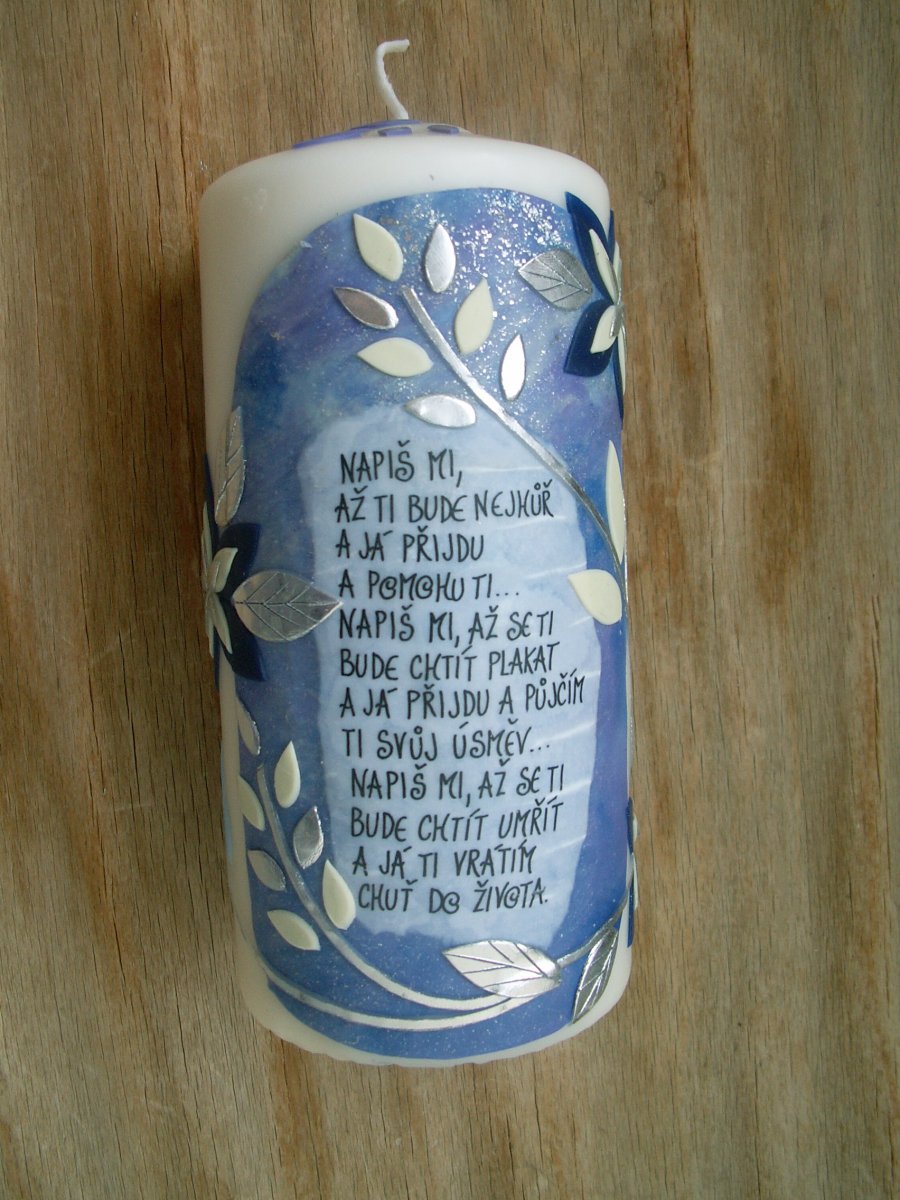 NAPIŠ MI,
AŽ TI BUDE NEJHŮŘ
A JÁ PŘIJDU
A POMOHU TI...
NAPIŠ MI, AŽ SE TI
BUDE CHTÍT PLAKAT
A JÁ PŘIJDU A PŮJČÍM
TI SVŮJ ÚSMĚV...
NAPIŠ MI, AŽ SE TI
BUDE CHTÍT UMŘÍT
A JÁ TI VRÁTÍM
CHUŤ DO ŽIVOTA.